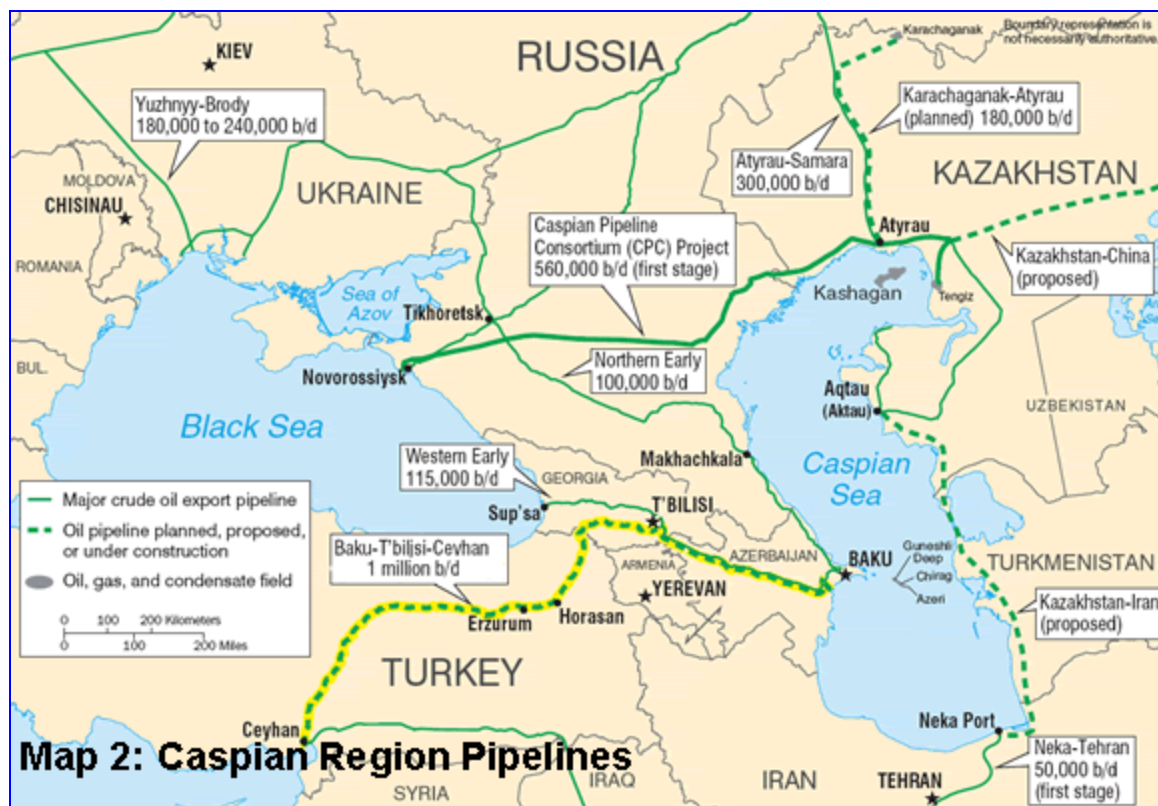 RUSSIA
Karachaganak
Boundary representation is
not necessarily authoritative.
KIEV
Yuzhnyy-Brody
180,000 to 240,000 b/d
Karachaganak-Atyrau
(planned) 180,000 b/d
Atyrau-Samara
300,000 b/d
KAZAKHSTAN
MOLDOVA
CHISINAU
UKRAINE
Caspian Pipeline
Consortium (CPC) Project
560,000 b/d (first stage)
Atyrau
Kazakhstan-China
(proposed)
ROMANIA
Sea of
Azov
Tikhoretsk
Kashagan
Tengiz
BUL.
Novorossiysk
Northern Early
100,000 b/d
Aqtau
(Aktau)
UZBEKISTAN
Black Sea
Western Early
115,000 b/d
GEORGIA
Makhachkala
Caspian
Sea
Sup'sa
T'BILISI
Major crude oil export pipeline
Oil pipeline planned, proposed,
or under construction
Oil, gas, and condensate field
0 100 200 Kilometers
0 100 200 Miles
Baku-T'bilisi-Ceyhan
1 million b/d
AZERBAIJAN
BAKU
Guneshli
Deep
Chirag
Azeri
TURKMENISTAN
ARMENIA
YEREVAN
Erzurum
Horasan
Kazakhstan-Iran
(proposed)
TURKEY
Ceyhan
Neka Port
Map 2: Caspian Region Pipelines
Neka-Tehran
50,000 b/d
(first stage)
SYRIA
IRAQ
IRAN
TEHRAN